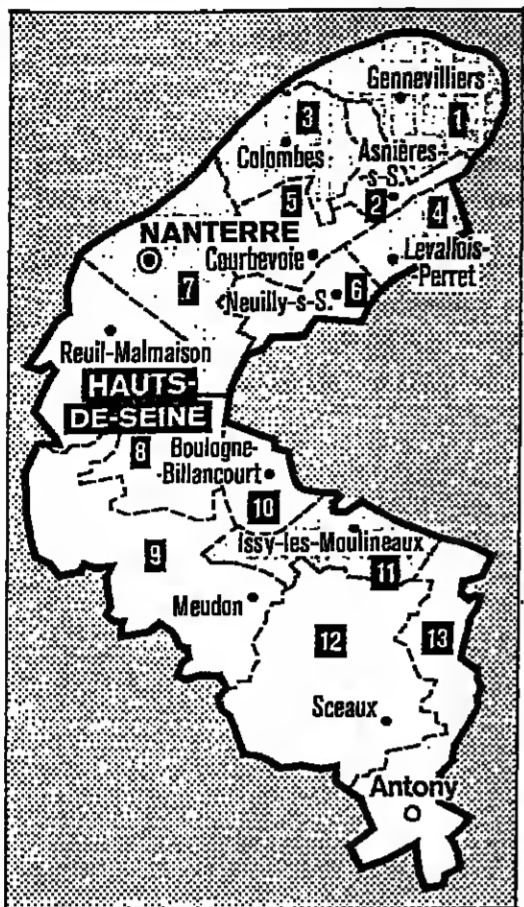 Gennevilliers
3
1
Colombes
Asnières-
-s-S.
5
2
4
NANTERRE
Courbevoie
Levallois-
Perret
7
Neuilly-s-S.
6
Reuil-Malmaison
HAUTS-
DE-SEINE
8
Boulogne-
-Billancourt
10
Issy-les-Moulineaux
9
11
Meudon
12
13
Sceaux
Antony